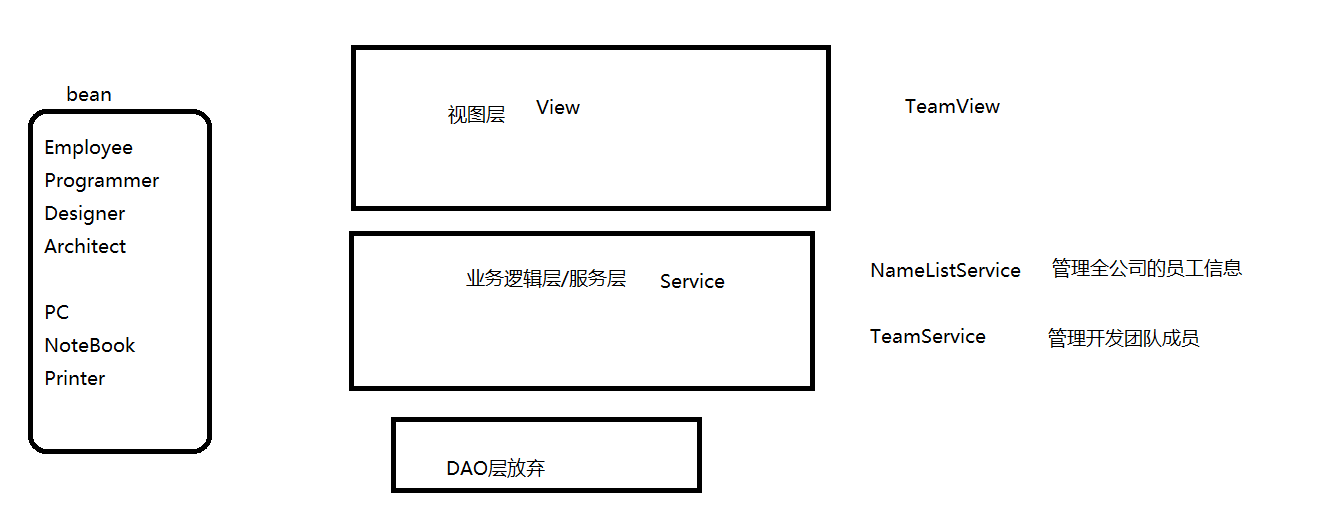 bean
Employee
Programmer
Designer
Architect
PC
NoteBook
Printer
视图层 View
TeamView
业务逻辑层/服务层 Service
NameListService 管理全公司的员工信息
TeamService 管理开发团队成员
DAO层放弃